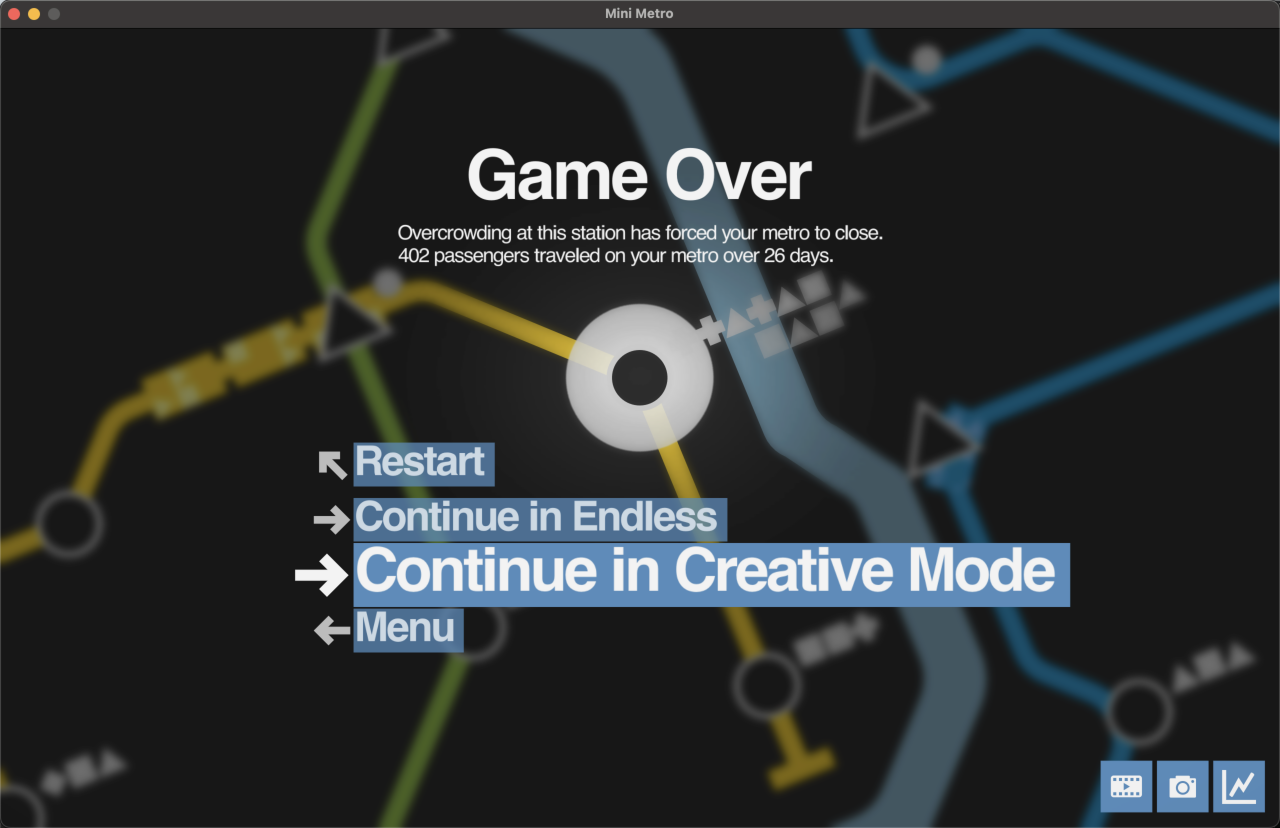 Mini Metro
Game Over
Overcrowding at this station has forced your metro to close.
402 passengers traveled on your metro over 26 days.
Restart
Continue in Endless
Continue in Creative Mode
Menu